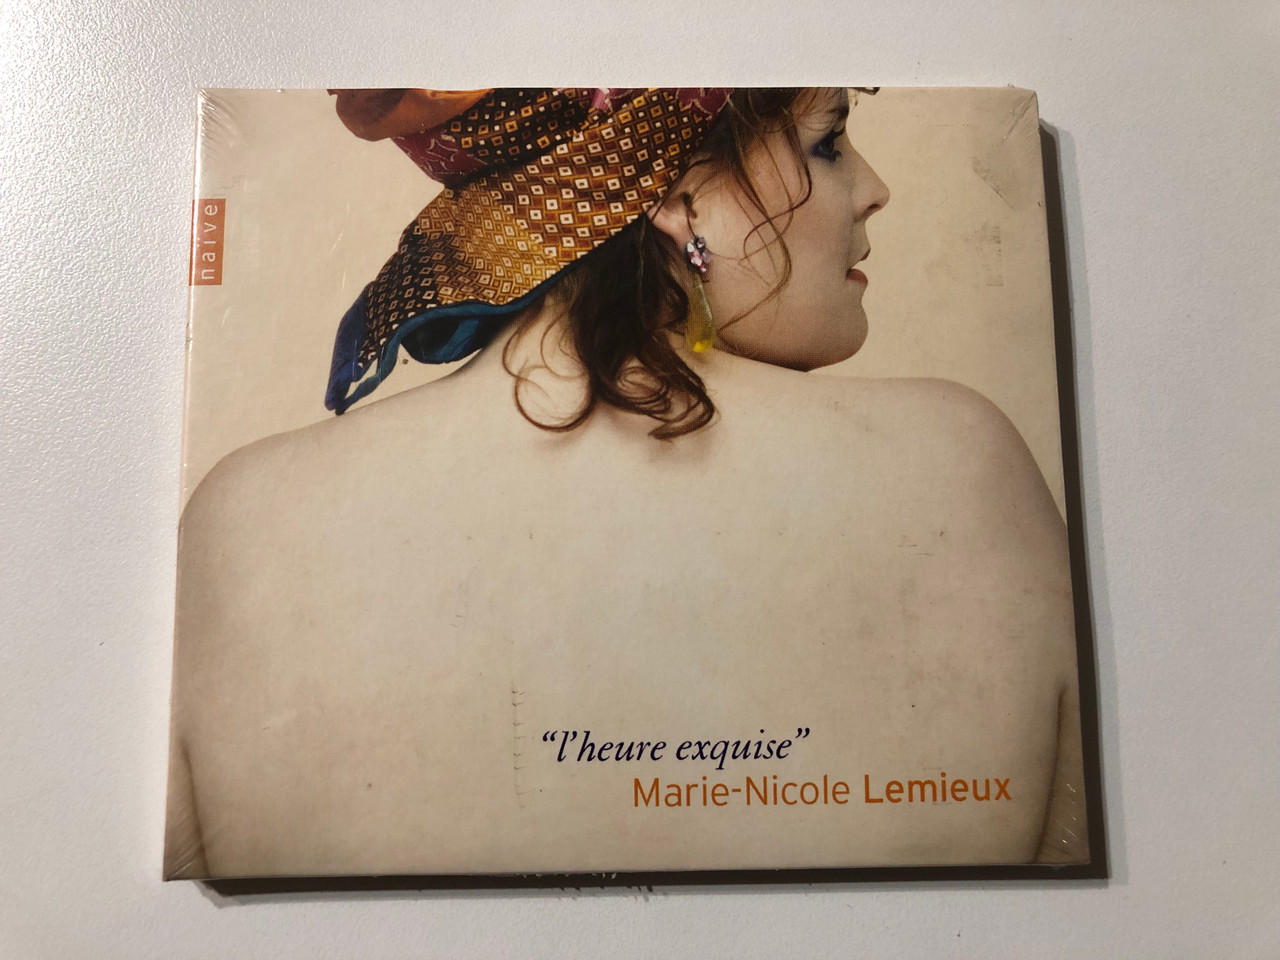 naïve
“l’heure exquise”
Marie-Nicole Lemieux